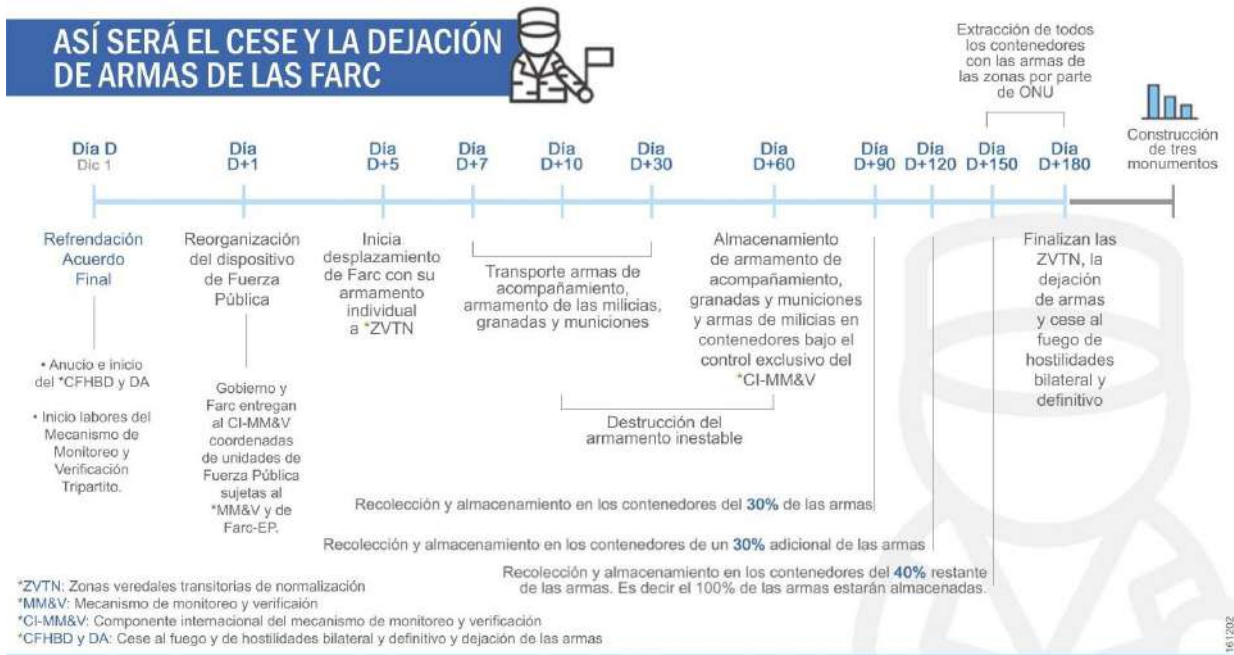 ASÍ SERÁ EL CESE Y LA DEJACIÓN
DE ARMAS DE LAS FARC
Extracción de todos
los contenedores
con las armas de
las zonas por parte
de ONU
Construcción
de tres
monumentos
Día D
Dic 1
Día
D+1
Día
D+5
Día
D+7
Día
D+10
Día
D+30
Día
D+60
Día
D+90
Día
D+120
Día
D+150
Día
D+180
Refrendación
Acuerdo
Final
• Anucio e inicio
del *CFHBD y DA
• Inicio labores del
Mecanismo de
Monitoreo y
Verificación
Tripartito.
Reorganización
del dispositivo
de Fuerza
Pública
Gobierno y
Farc entregan
al CI-MM&V
coordenadas
de unidades de
Fuerza Pública
sujetas al
*MM&V y de
Farc-EP.
Inicia
desplazamiento
de Farc con su
armamento
individual
a *ZVTN
Transporte armas de
acompañamiento,
armamento de las milicias,
granadas y municiones
Almacenamiento
de armamento de
acompañamiento,
granadas y municiones
y armas de milicias en
contenedores bajo el
control exclusivo del
*CI-MM&V
Destrucción del
armamento inestable
Finalizan las
ZVTN, la
dejación
de armas
y cese al
fuego de
hostilidades
bilateral y
definitivo
Recolección y almacenamiento en los contenedores del 30% de las armas
Recolección y almacenamiento en los contenedores de un 30% adicional de las armas
Recolección y almacenamiento en los contenedores del 40% restante
de las armas. Es decir el 100% de las armas estarán almacenadas.
*ZVTN: Zonas veredales transitorias de normalización
*MM&V: Mecanismo de monitoreo y verificaión
*CI-MM&V: Componente internacional del mecanismo de monitoreo y verificación
*CFHBD y DA: Cese al fuego y de hostilidades bilateral y definitivo y dejación de las armas
161202